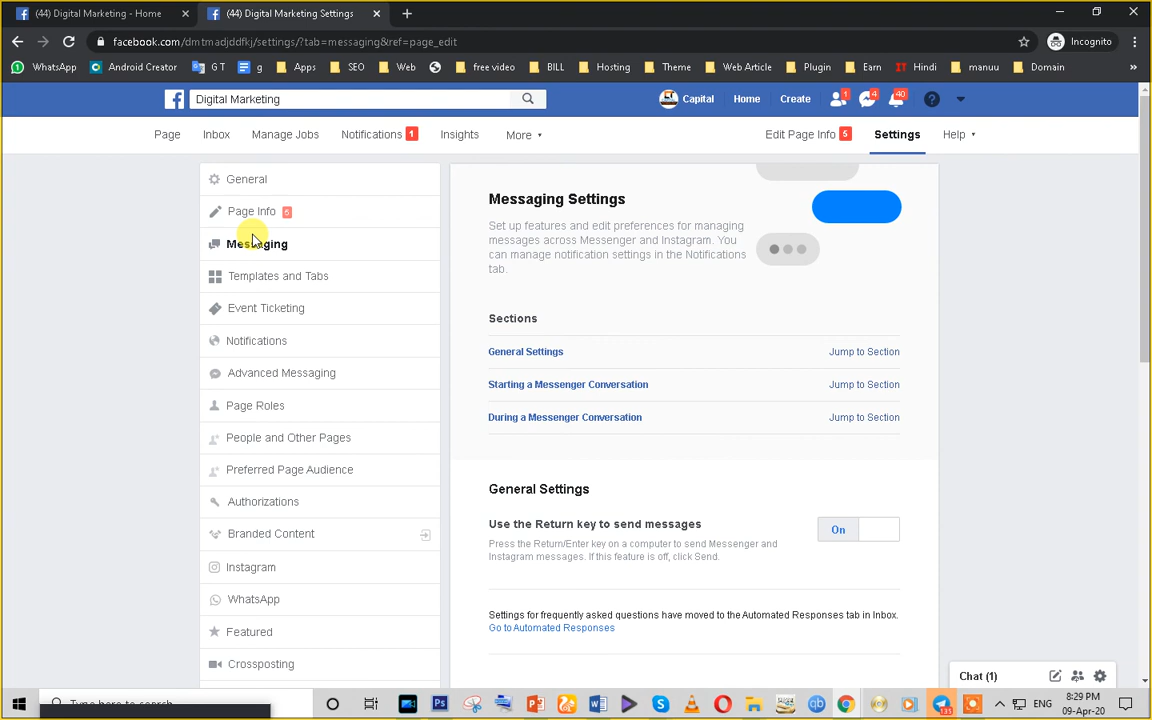 (44) Digital Marketing - Home
(44) Digital Marketing Settings
facebook.com/dmtmadjddfkj/settings/?tab=messaging&ref=page_edit
Incognito
WhatsApp Android Creator G T g Apps SEO Web free video BILL Hosting Theme Web Article Plugin Earn IT Hindi manuu Domain »
Digital Marketing
Capital Home Create 1 4 40
Page Inbox Manage Jobs Notifications 1 Insights More Edit Page Info 5 Settings Help
General
Page Info 5
Messaging
Templates and Tabs
Event Ticketing
Notifications
Advanced Messaging
Page Roles
People and Other Pages
Preferred Page Audience
Authorizations
Branded Content
Instagram
WhatsApp
Featured
Crossposting
Messaging Settings
Set up features and edit preferences for managing
messages across Messenger and Instagram. You
can manage notification settings in the Notifications
tab.
Sections
General Settings Jump to Section
Starting a Messenger Conversation Jump to Section
During a Messenger Conversation Jump to Section
General Settings
Use the Return key to send messages
On
Press the Return/Enter key on a computer to send Messenger and
Instagram messages. If this feature is off, click Send.
Settings for frequently asked questions have moved to the Automated Responses tab in Inbox.
Go to Automated Responses
Chat (1)
Type here to search
131
ENG
8:29 PM
09-Apr-20